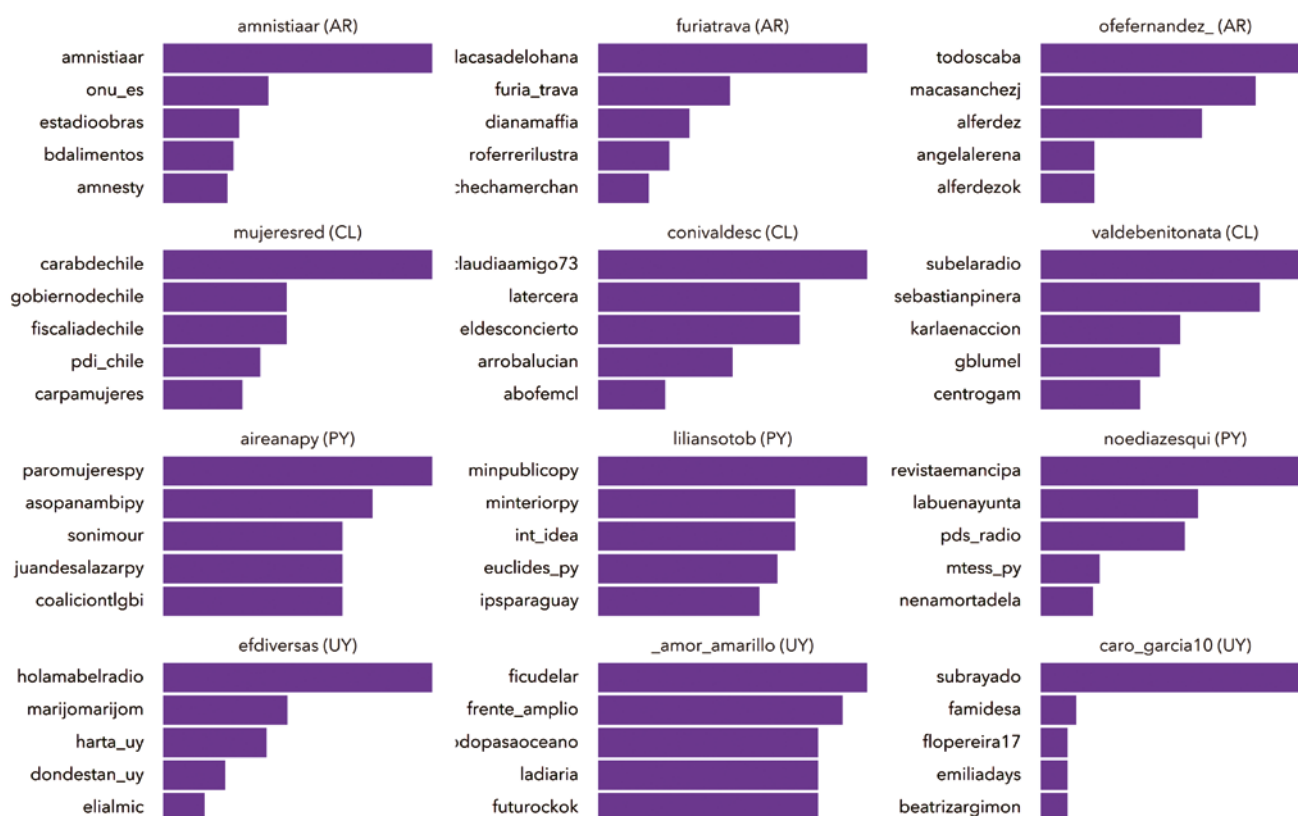 amnistiaar (AR)
amnistiaar
onu_es
estadioobras
bdalimentos
amnesty
furiatrava (AR)
lacasadelohana
furia_trava
dianamaffia
roferrerilustra
:hechamerchan
ofefernandez_ (AR)
todoscaba
macasanchezj
alferdez
angelalerena
alferdezok
mujeresred (CL)
carabdechile
gobiernodechile
fiscaliadechile
pdi_chile
carpamujeres
conivaldesc (CL)
:laudiaamigo73
latercera
eldesconcierto
arrobalucian
abofemcl
valdebenitonata (CL)
subelaradio
sebastianpinera
karlaenaccion
gblumel
centrogam
aireanapy (PY)
paromujerespy
asopanambipy
sonimour
juandesalazarpy
coaliciontlgbi
liliansotob (PY)
minpublicopy
minteriorpy
int_idea
euclides_py
ipsparaguay
noediazesqui (PY)
revistaemancipa
labuenayunta
pds_radio
mtess_py
nenamortadela
efdiversas (UY)
holamabelradio
marijomarijom
harta_uy
dondestan_uy
elialmic
_amor_amarillo (UY)
ficudelar
frente_amplio
odopasaoceano
ladiaria
futurockok
caro_garcia10 (UY)
subrayado
famidesa
flopereira17
emiliadays
beatrizargimon